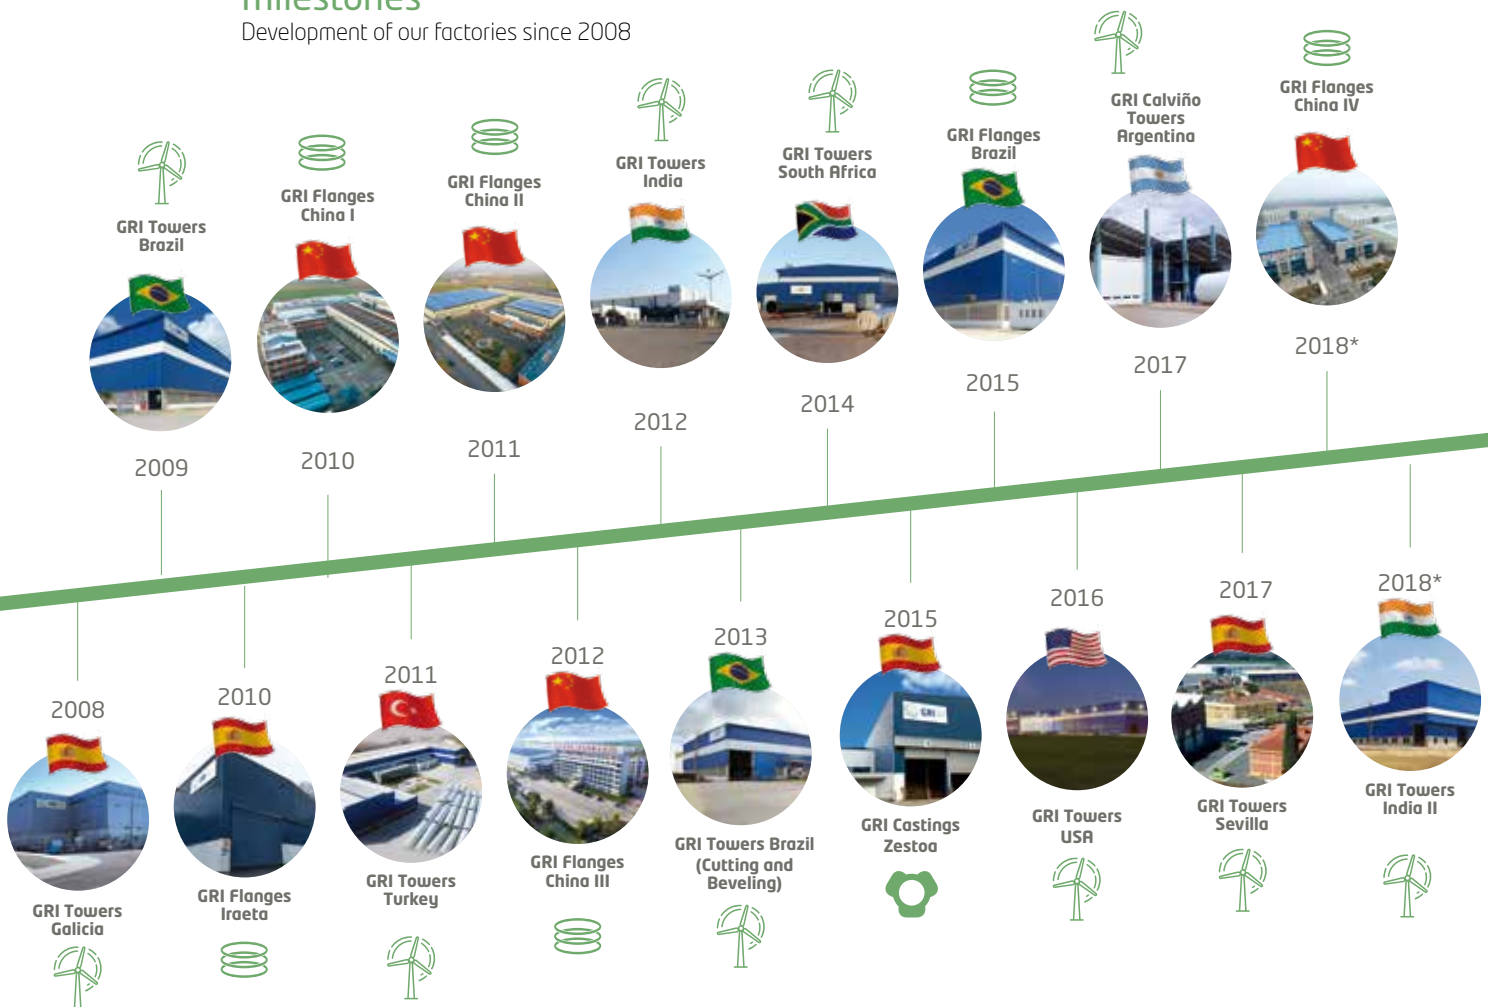 milestones
Development of our factories since 2008
GRI Towers
Brazil
2009
GRI Flanges
China I
2010
GRI Flanges
China II
2011
GRI Towers
India
2012
GRI Towers
South Africa
2014
GRI Flanges
Brazil
2015
GRI Calviño
Towers
Argentina
2017
GRI Flanges
China IV
2018*
2008
GRI Towers
Galicia
2010
GRI Flanges
Iraeta
2011
GRI Towers
Turkey
2012
GRI Flanges
China III
2013
GRI Towers Brazil
(Cutting and
Beveling)
2015
GRI
GRI Castings
Zestoa
2016
GRI Towers
USA
2017
GRI Towers
Sevilla
2018*
GRI Towers
India II